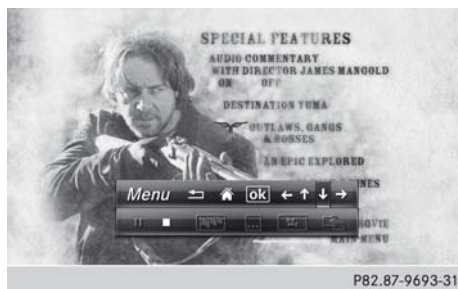 SPECIAL FEATURES
AUDIO COMMENTARY
WITH DIRECTOR JAMES MANGOLD
ON OFF
DESTINATION YUMA
OUTLAWS, GANGS
& POSSES
AN EPIC EXPLORED
Menu ok
MAIN MENU
P82.87-9693-31